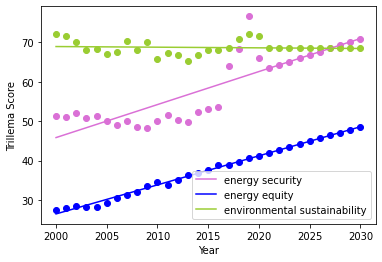 Trillema Score
70
60
50
40
30
energy security
energy equity
environmental sustainability
2000 2005 2010 2015 2020 2025 2030
Year